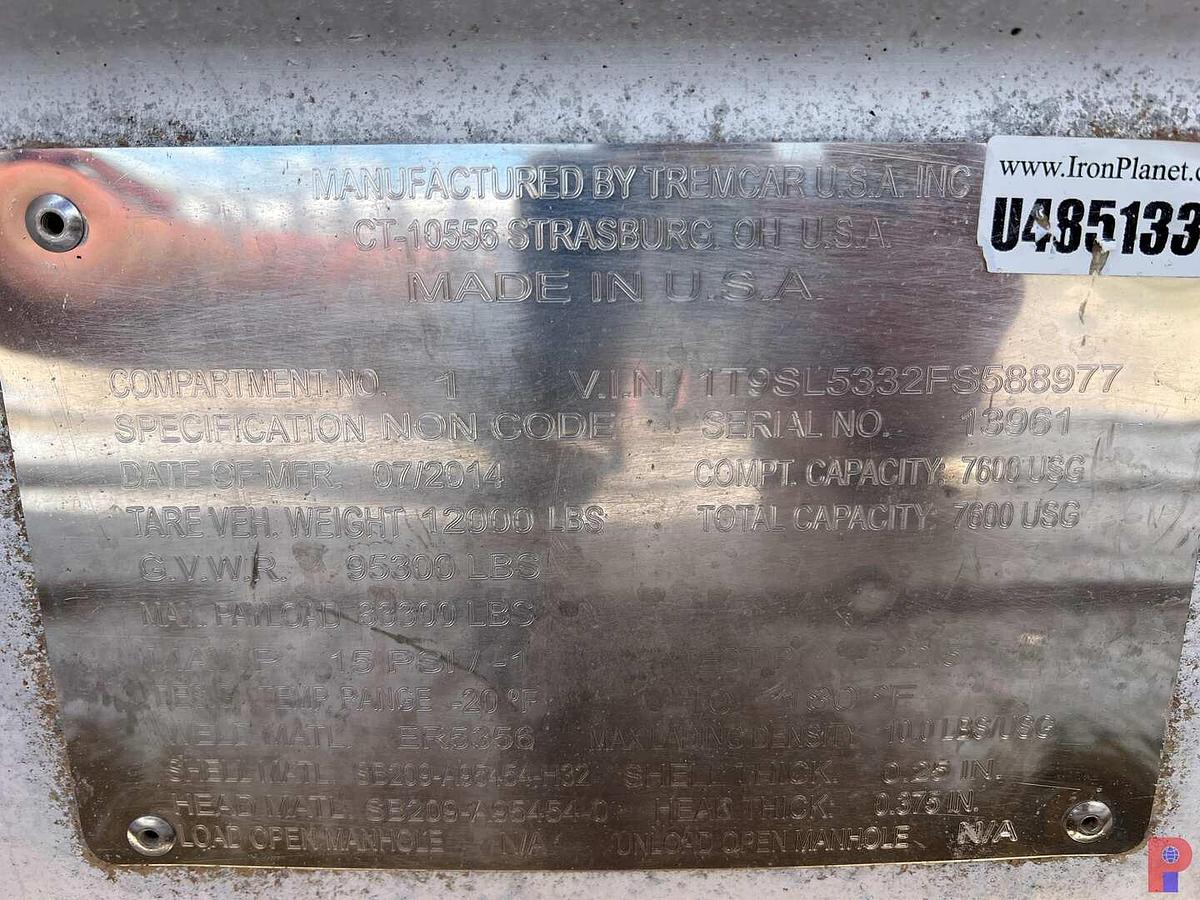 MANUFACTURED BY TREMCAR U.S.A. INC
CT-10556 STRASBURG, OH U.S.A
MADE IN U.S.A.
www.IronPlanet.c
U485133
COMPARTMENT NO. 1 V.I.N. 1T9SL5332FS588977
SPECIFICATION NON CODE SERIAL NO. 13961
DATE OF MFR. 07/2014 COMPT. CAPACITY. 7600 USG
TARE VEH. WEIGHT 12000 LBS TOTAL CAPACITY. 7600 USG
G.V.W.R. 95300 LBS
MAX. PAYLOAD 83300 LBS
15 PSI / -1
TEMP RANGE -20 °F °F
WELD MATL. ER5356 MAX LADING DENSITY 10.0 LBS/USG
SHELL MATL. SB209-A95454-H32 SHELL THICK. 0.25 IN.
HEAD MATL. SB209-A95454-0 HEAD THICK. 0.375 IN.
LOAD OPEN MANHOLE N/A UNLOAD OPEN MANHOLE N/A